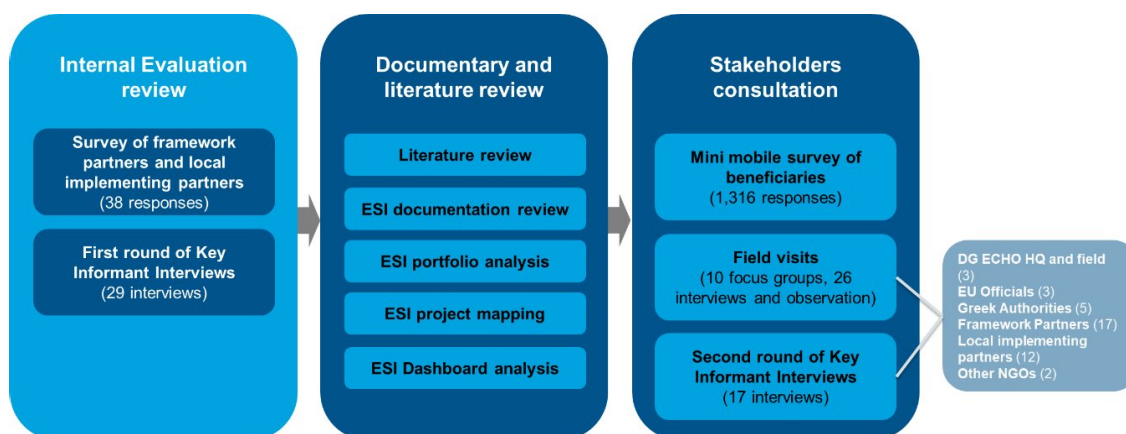 Internal Evaluation
review
Survey of framework
partners and local
implementing partners
(38 responses)
First round of Key
Informant Interviews
(29 interviews)
Documentary and
literature review
Literature review
ESI documentation review
ESI portfolio analysis
ESI project mapping
ESI Dashboard analysis
Stakeholders
consultation
Mini mobile survey of
beneficiaries
(1,316 responses)
Field visits
(10 focus groups, 26
interviews and observation)
Second round of Key
Informant Interviews
(17 interviews)
DG ECHO HQ and field
(3)
EU Officials (3)
Greek Authorities (5)
Framework Partners (17)
Local implementing
partners (12)
Other NGOs (2)